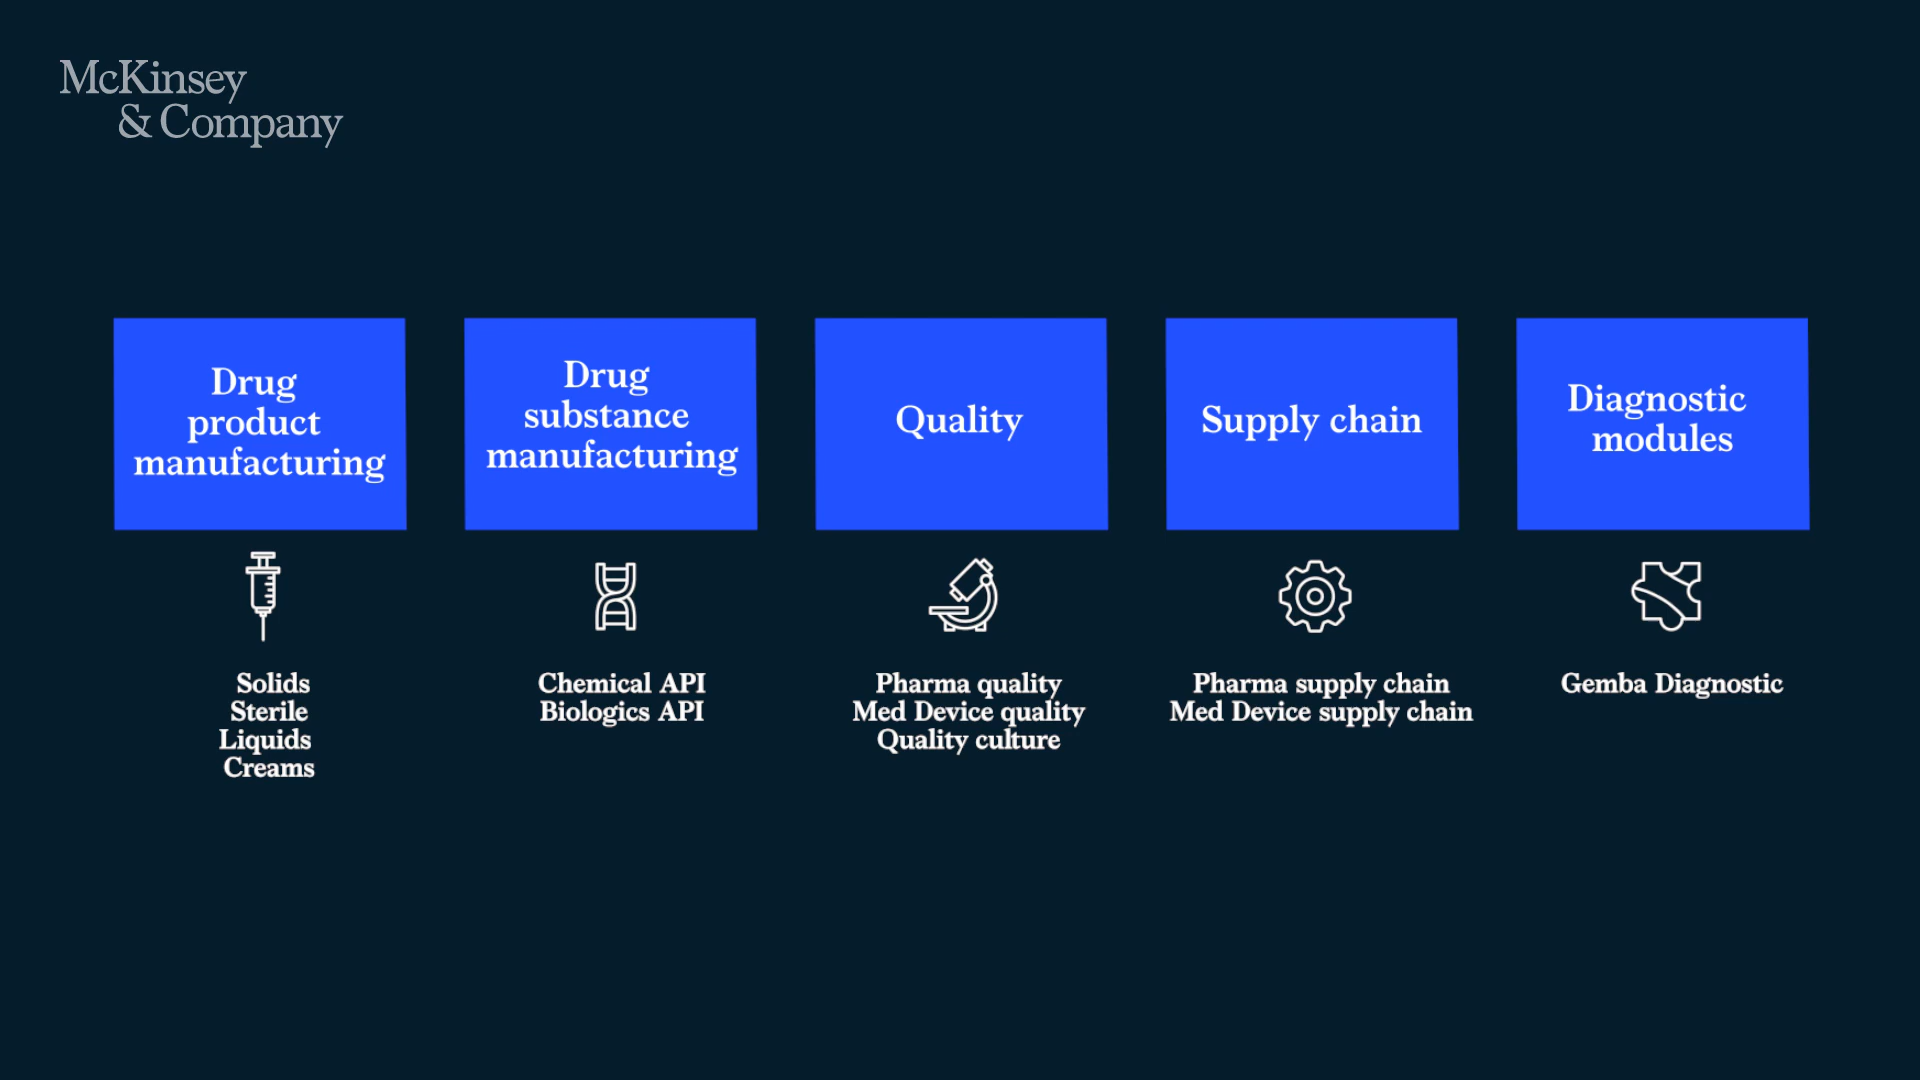 McKinsey
& Company
Drug
product
manufacturing
Solids
Sterile
Liquids
Creams
Drug
substance
manufacturing
Chemical API
Biologics API
Quality
Pharma quality
Med Device quality
Quality culture
Supply chain
Pharma supply chain
Med Device supply chain
Diagnostic
modules
Gemba Diagnostic